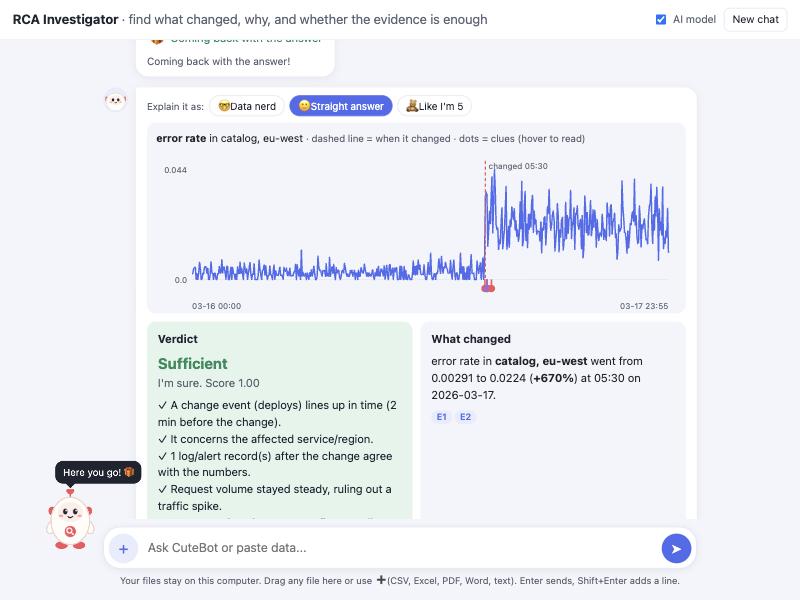 RCA Investigator · find what changed, why, and whether the evidence is enough
AI model
New chat
Coming back with the answer!
Explain it as:
Data nerd
Straight answer
Like I'm 5
error rate in catalog, eu-west · dashed line = when it changed · dots = clues (hover to read)
changed 05:30
0.044
0.0
03-16 00:00
03-17 23:55
Verdict
Sufficient
I'm sure. Score 1.00
✓ A change event (deploys) lines up in time (2
min before the change).
✓ It concerns the affected service/region.
✓ 1 log/alert record(s) after the change agree
with the numbers.
✓ Request volume stayed steady, ruling out a
traffic spike.
What changed
error rate in catalog, eu-west went from
0.00291 to 0.0224 (+670%) at 05:30 on
2026-03-17.
E1 E2
Here you go!
Ask CuteBot or paste data...
Your files stay on this computer. Drag any file here or use +(CSV, Excel, PDF, Word, text). Enter sends, Shift+Enter adds a line.